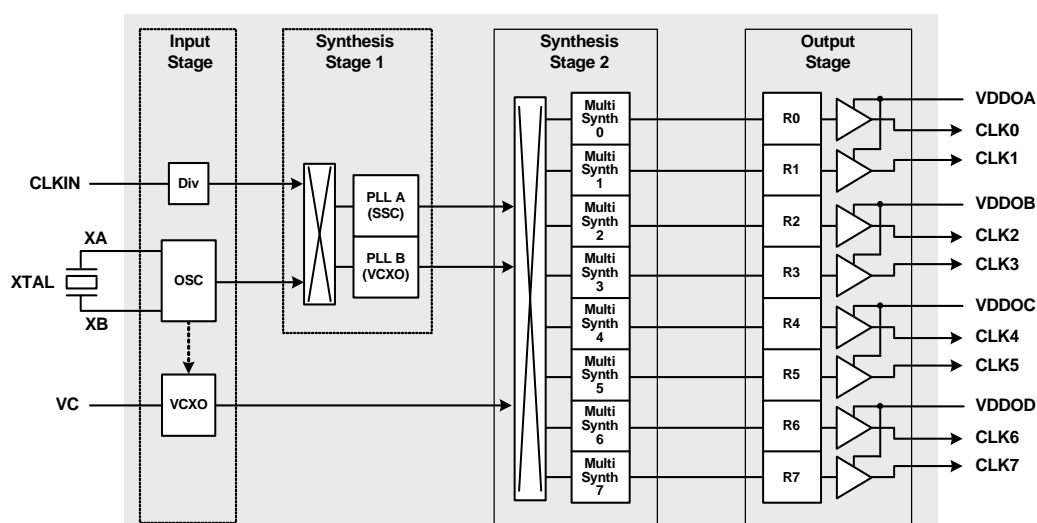 Input
Stage
Synthesis
Stage 1
Synthesis
Stage 2
Output
Stage
CLKIN
Div
XA
XTAL
OSC
XB
VC
VCXO
PLL A
(SSC)
PLL B
(VCXO)
Multi
Synth
0
Multi
Synth
1
Multi
Synth
2
Multi
Synth
3
Multi
Synth
4
Multi
Synth
5
Multi
Synth
6
Multi
Synth
7
R0
R1
R2
R3
R4
R5
R6
R7
VDDOA
CLK0
CLK1
VDDOB
CLK2
CLK3
VDDOC
CLK4
CLK5
VDDOD
CLK6
CLK7